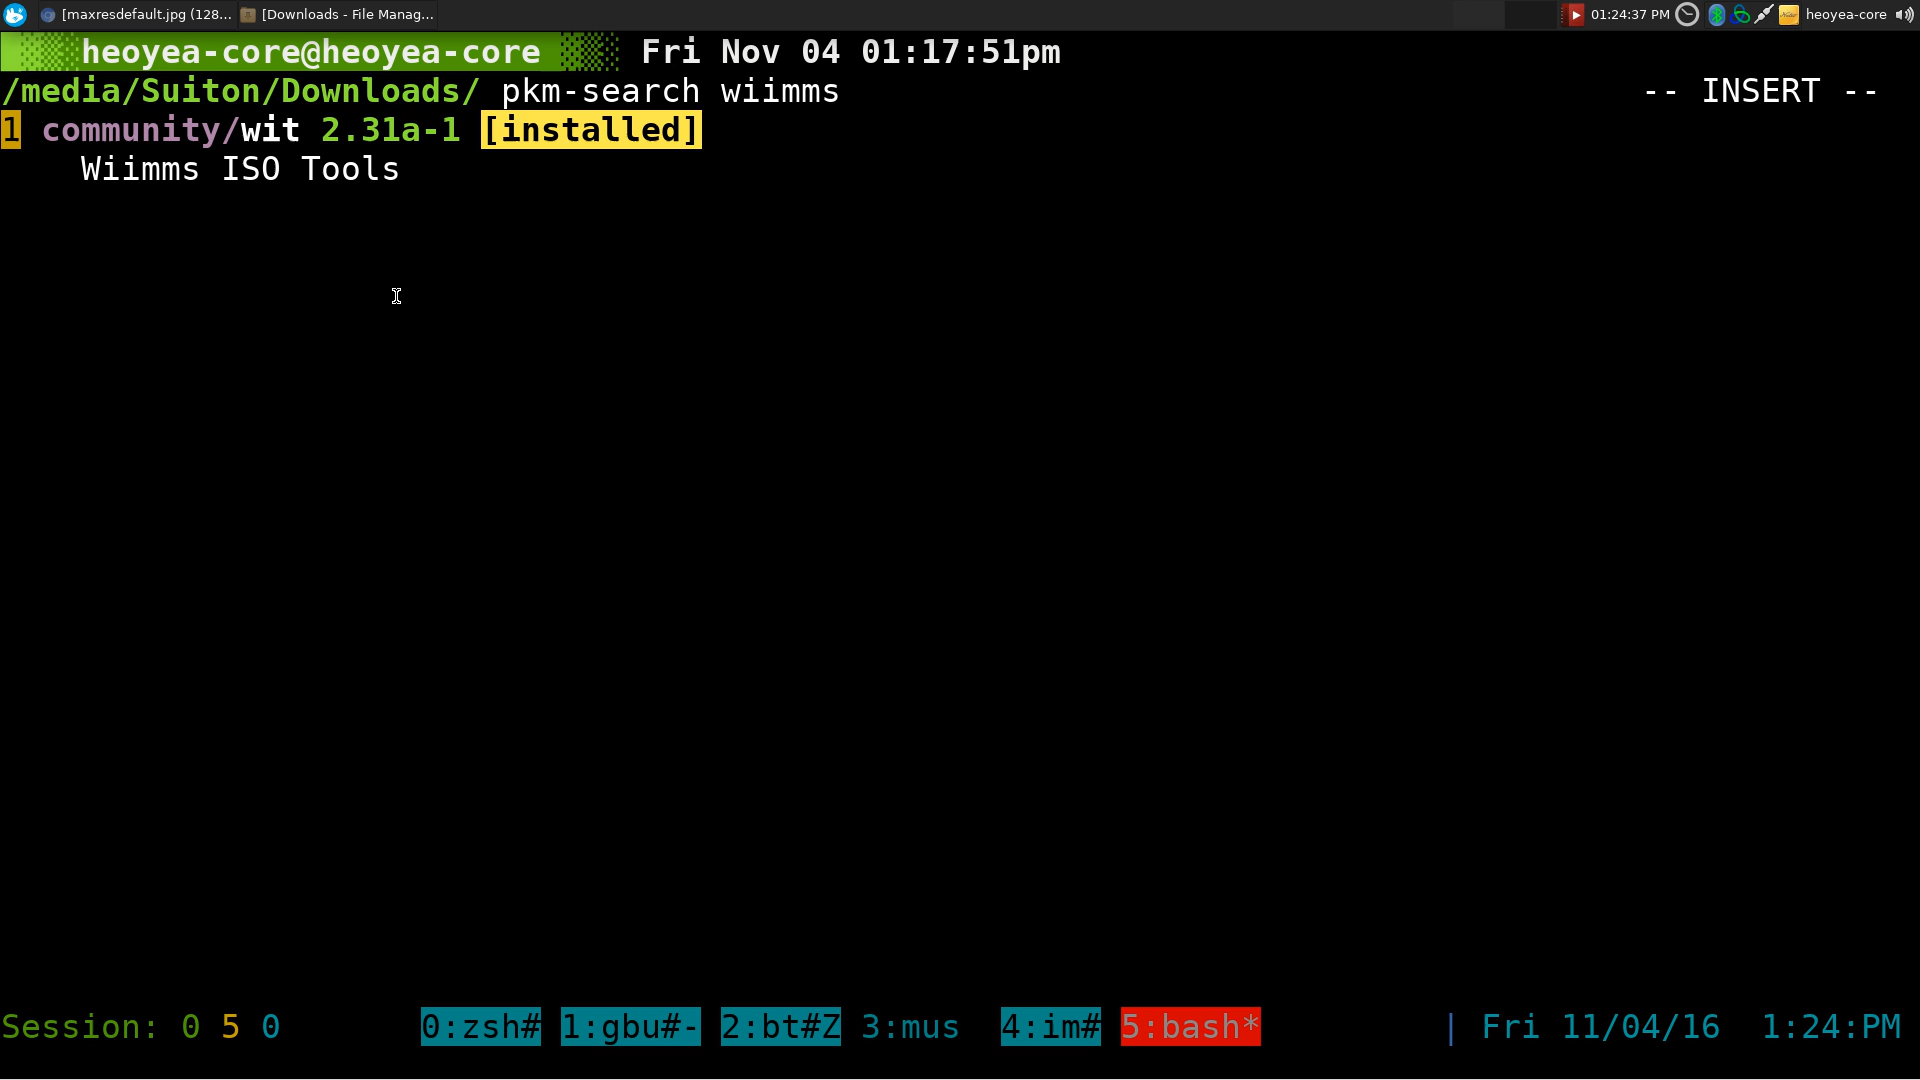 [maxresdefault.jpg (128... [Downloads - File Manag... 01:24:37 PM heoyea-core
heoyea-core@heoyea-core Fri Nov 04 01:17:51pm
/media/Suiton/Downloads/ pkm-search wiimms -- INSERT --
1 community/wit 2.31a-1 [installed]
Wiimms ISO Tools
Session: 0 5 0 0:zsh# 1:gbu#- 2:bt#Z 3:mus 4:im# 5:bash* | Fri 11/04/16 1:24:PM